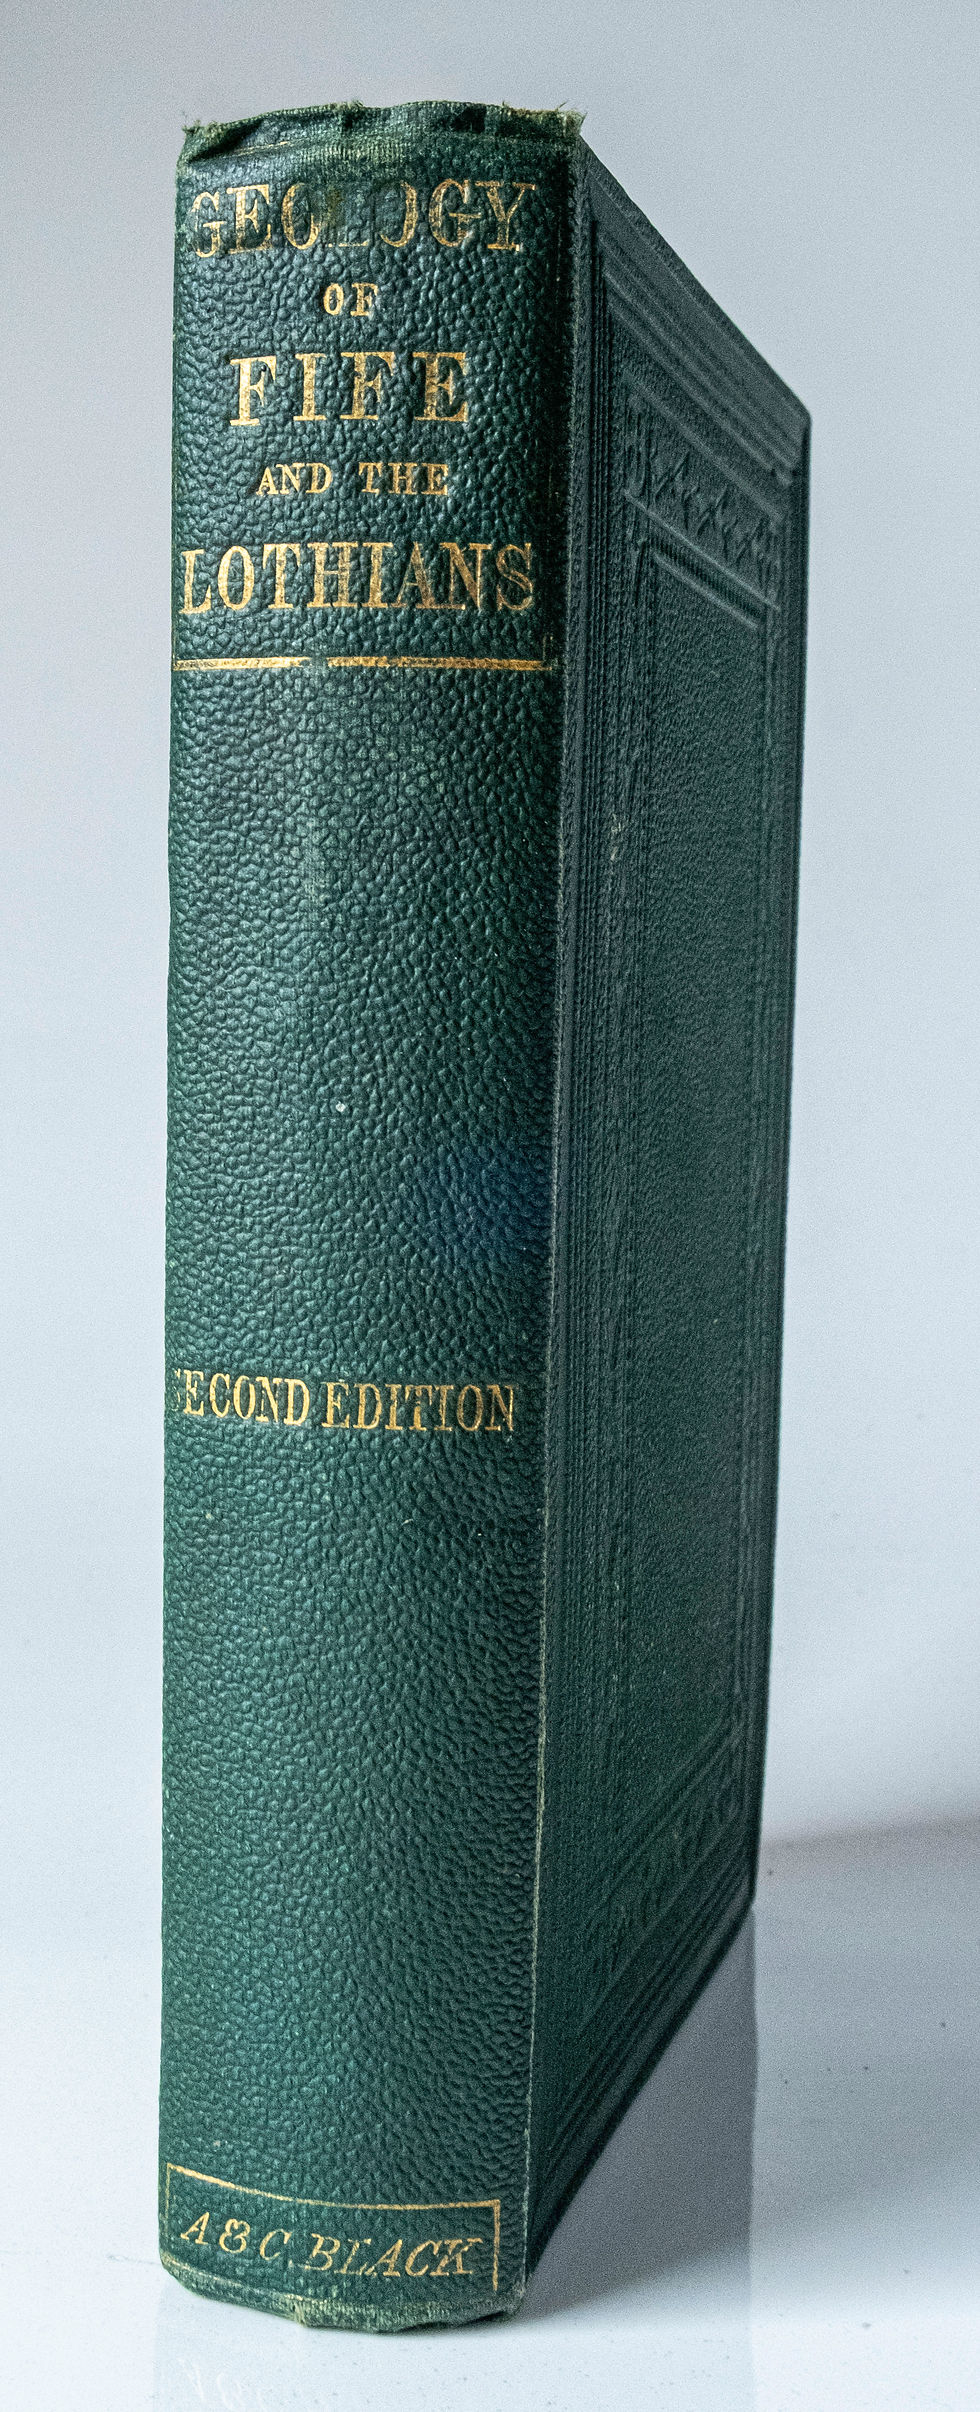 GEOLOGY
OF
FIFE
AND THE
LOTHIANS
SECOND EDITION
A & C. BLACK